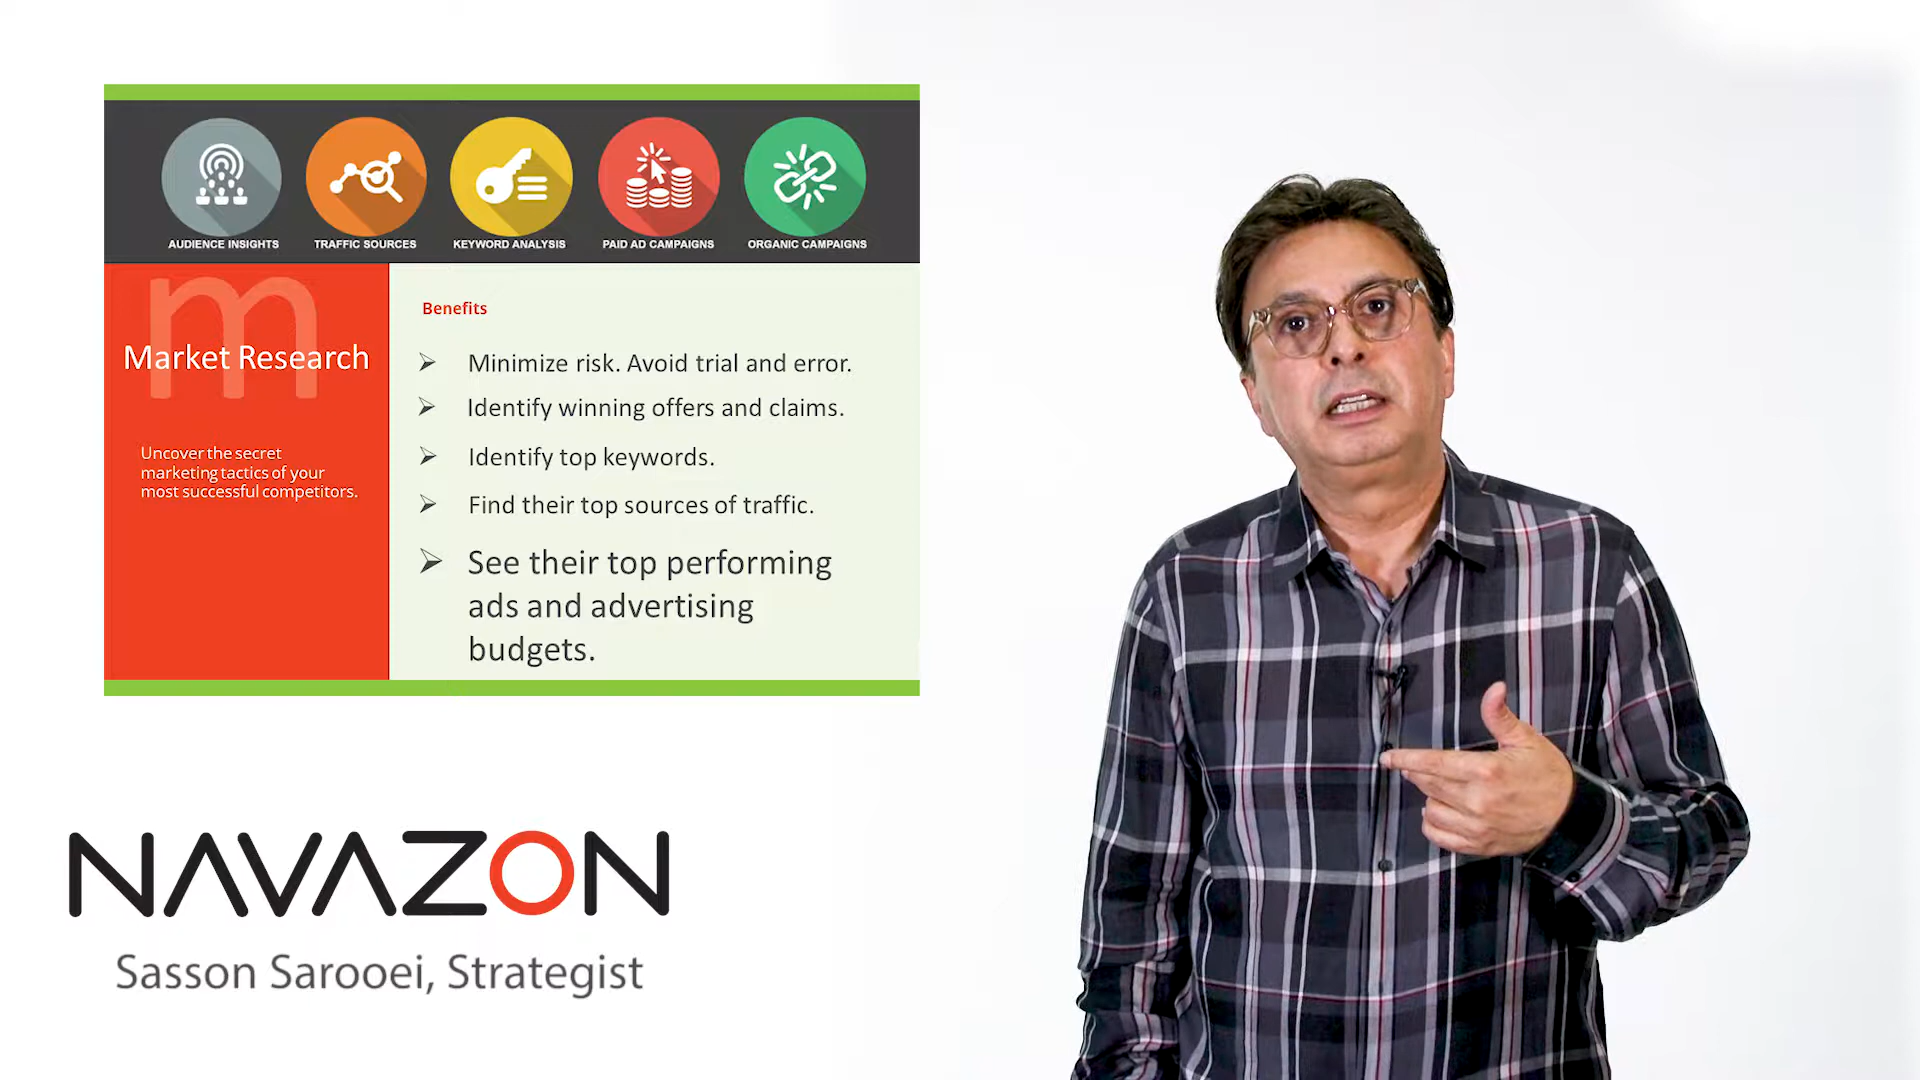 AUDIENCE INSIGHTS
TRAFFIC SOURCES
KEYWORD ANALYSIS
PAID AD CAMPAIGNS
ORGANIC CAMPAIGNS
m
Market Research
Uncover the secret
marketing tactics of your
most successful competitors.
Benefits
Minimize risk. Avoid trial and error.
Identify winning offers and claims.
Identify top keywords.
Find their top sources of traffic.
See their top performing
ads and advertising
budgets.
NAVAZON
Sasson Sarooei, Strategist